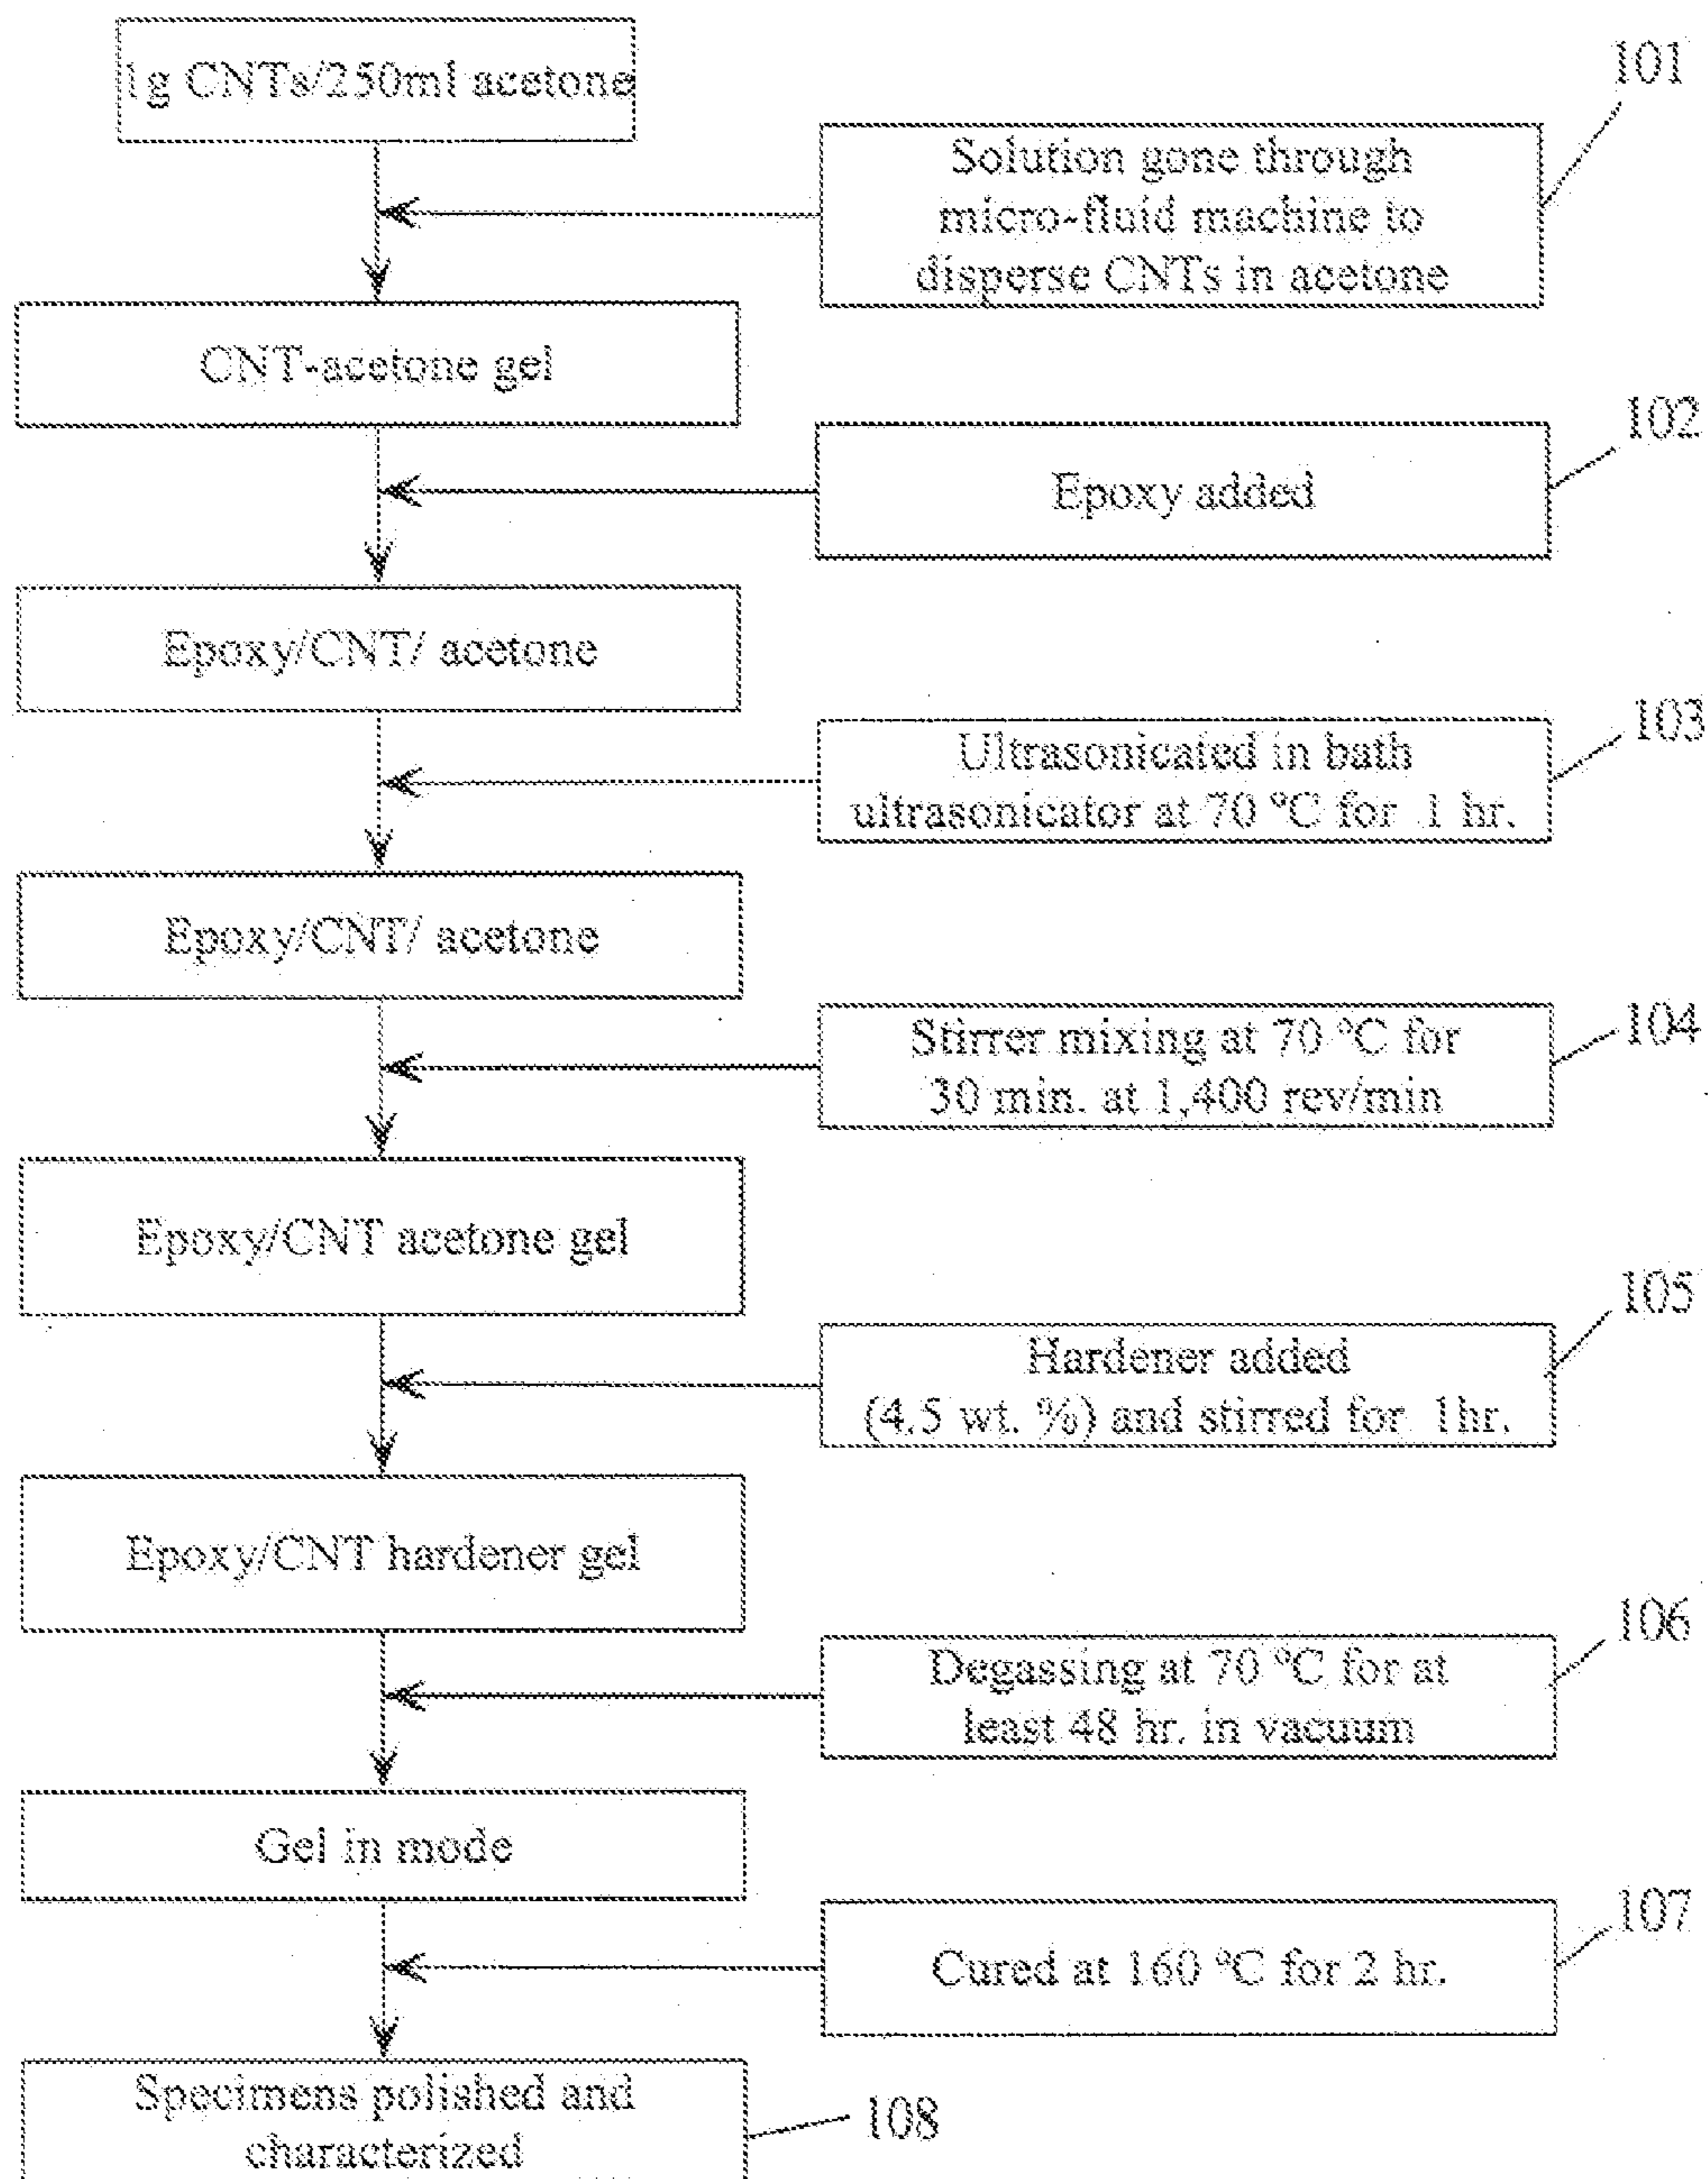 1g CNTs/250ml acetone
101
Solution gone through
micro-fluid machine to
disperse CNTs in acetone
CNT-acetone gel
102
Epoxy added
Epoxy/CNT/ acetone
103
Ultrasonicated in bath
ultrasonicator at 70 ºC for 1 hr.
Epoxy/CNT/ acetone
104
Stirrer mixing at 70 ºC for
30 min. at 1,400 rev/min
Epoxy/CNT acetone gel
105
Hardener added
(4.5 wt. %) and stirred for 1hr.
Epoxy/CNT hardener gel
106
Degassing at 70 ºC for at
least 48 hr. in vacuum
Gel in mode
107
Cured at 160 ºC for 2 hr.
Specimens polished and
characterized
108